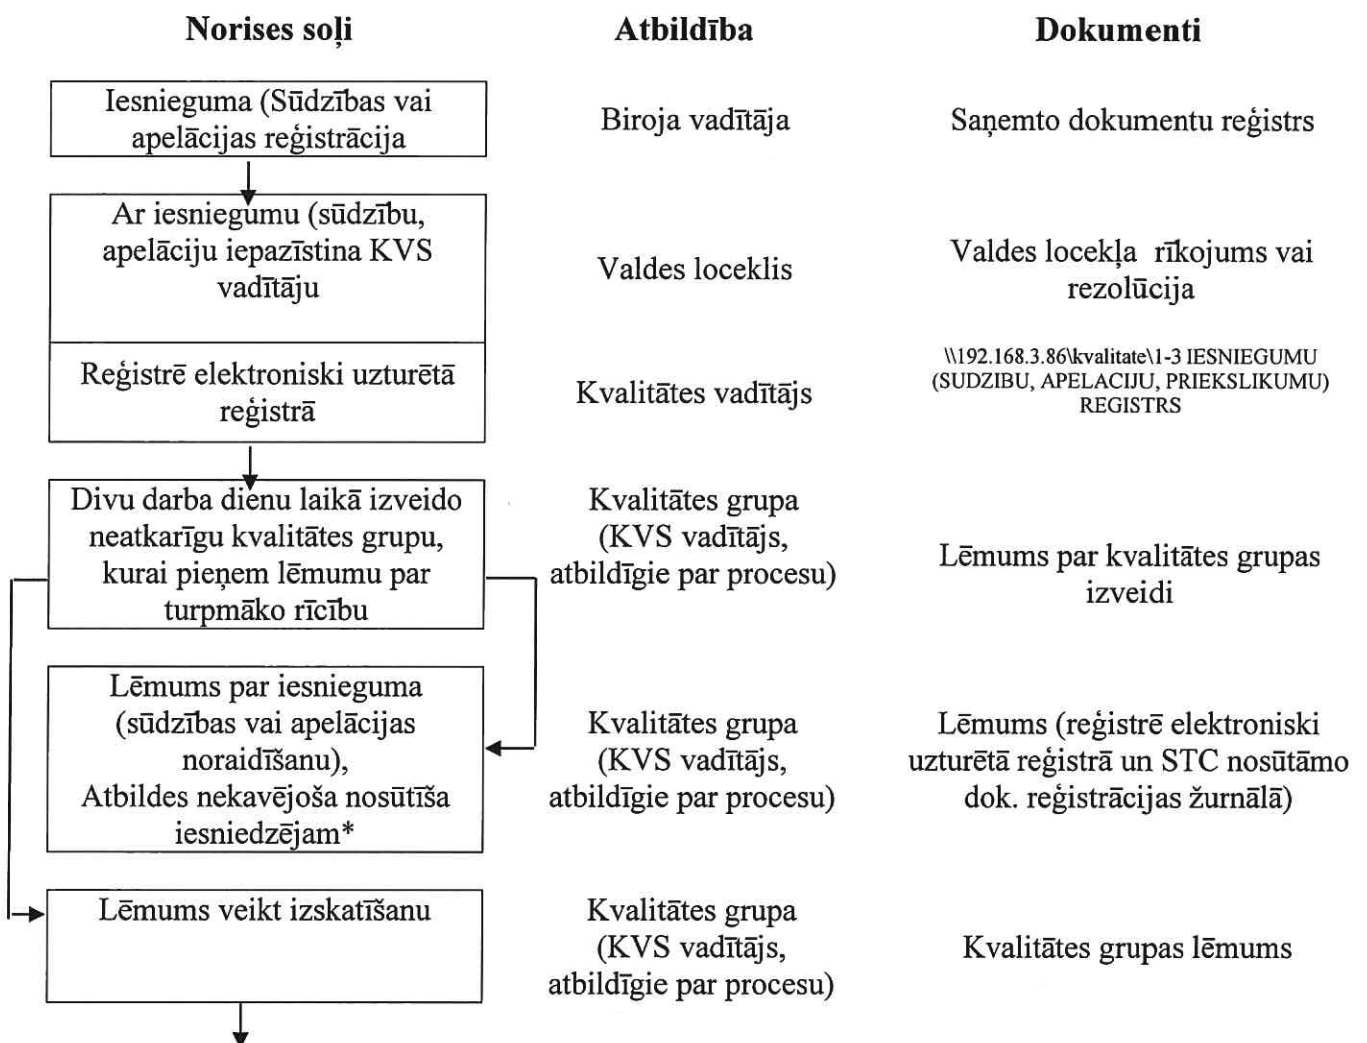 Norises soļi
Atbildība
Dokumenti
Iesnieguma (Sūdzības vai
apelācijas reģistrācija
Biroja vadītāja
Saņemto dokumentu reģistrs
Ar iesniegumu (sūdzību,
apelāciju iepazīstina KVS
vadītāju
Valdes loceklis
Valdes locekļa rīkojums vai
rezolūcija
Reģistrē elektroniski uzturētā
reģistrā
Kvalitātes vadītājs
\\192.168.3.86\kvalitate\1-3 IESNIEGUMU
(SUDZIBU, APELACIJU, PRIEKSLIKUMU)
REGISTRS
Divu darba dienu laikā izveido
neatkarīgu kvalitātes grupu,
kurai pieņem lēmumu par
turpmāko rīcību
Kvalitātes grupa
(KVS vadītājs,
atbildīgie par procesu)
Lēmums par kvalitātes grupas
izveidi
Lēmums par iesnieguma
(sūdzības vai apelācijas
noraidīšanu),
Atbildes nekavējoša nosūtīša
iesniedzējam*
Kvalitātes grupa
(KVS vadītājs,
atbildīgie par procesu)
Lēmums (reģistrē elektroniski
uzturētā reģistrā un STC nosūtāmo
dok. reģistrācijas žurnālā)
Lēmums veikt izskatīšanu
Kvalitātes grupa
(KVS vadītājs,
atbildīgie par procesu)
Kvalitātes grupas lēmums